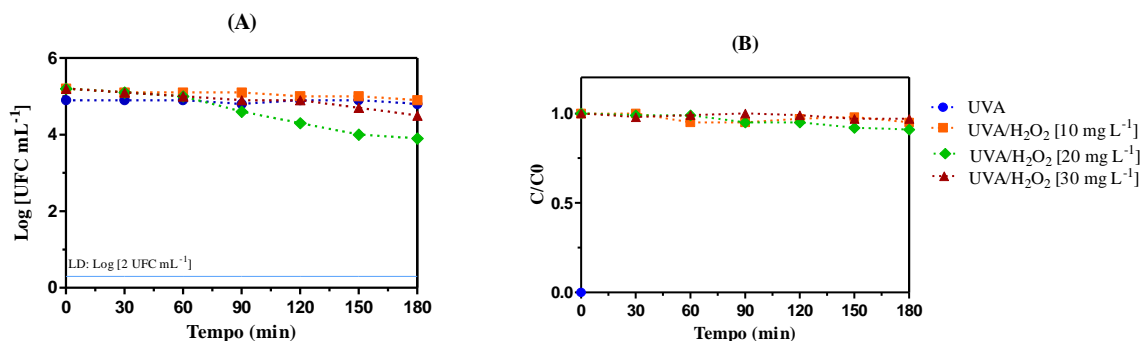 (A)
Log [UFC mL⁻¹]
6
4
2
0
LD: Log [2 UFC mL⁻¹]
0 30 60 90 120 150 180
Tempo (min)
(B)
C/C0
1.0
0.5
0.0
0 30 60 90 120 150 180
Tempo (min)
UVA
UVA/H₂O₂ [10 mg L⁻¹]
UVA/H₂O₂ [20 mg L⁻¹]
UVA/H₂O₂ [30 mg L⁻¹]